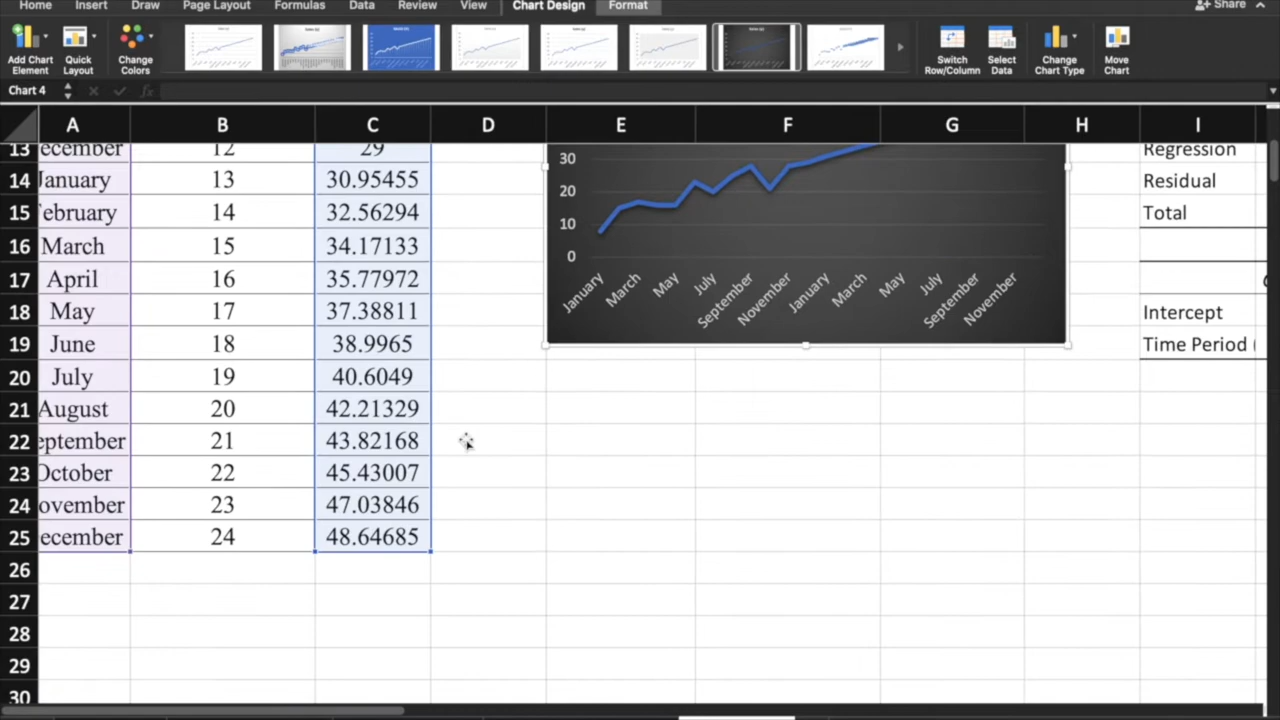 Home Insert Draw Page Layout Formulas Data Review View Chart Design Format Share
Add Chart Element Quick Layout Change Colors Switch Row/Column Select Data Change Chart Type Move Chart
Chart 4 fx
A B C D E F G H I
13 ecember 12 29 30 Regression
14 January 13 30.95455 20 Residual
15 ebruary 14 32.56294 10 Total
16 March 15 34.17133 0
17 April 16 35.77972 January March May July September November January March May July September November
18 May 17 37.38811 Intercept
19 June 18 38.9965 Time Period (
20 July 19 40.6049
21 August 20 42.21329
22 eptember 21 43.82168
23 October 22 45.43007
24 ovember 23 47.03846
25 ecember 24 48.64685
26
27
28
29
30